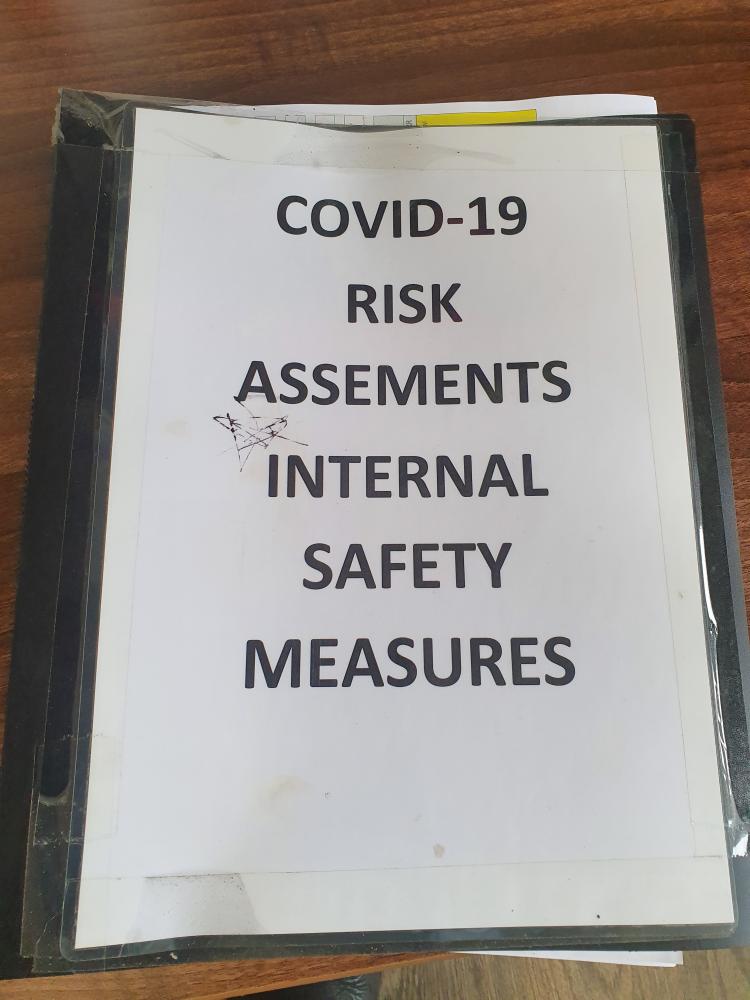 COVID-19
RISK
ASSEMENTS
INTERNAL
SAFETY
MEASURES